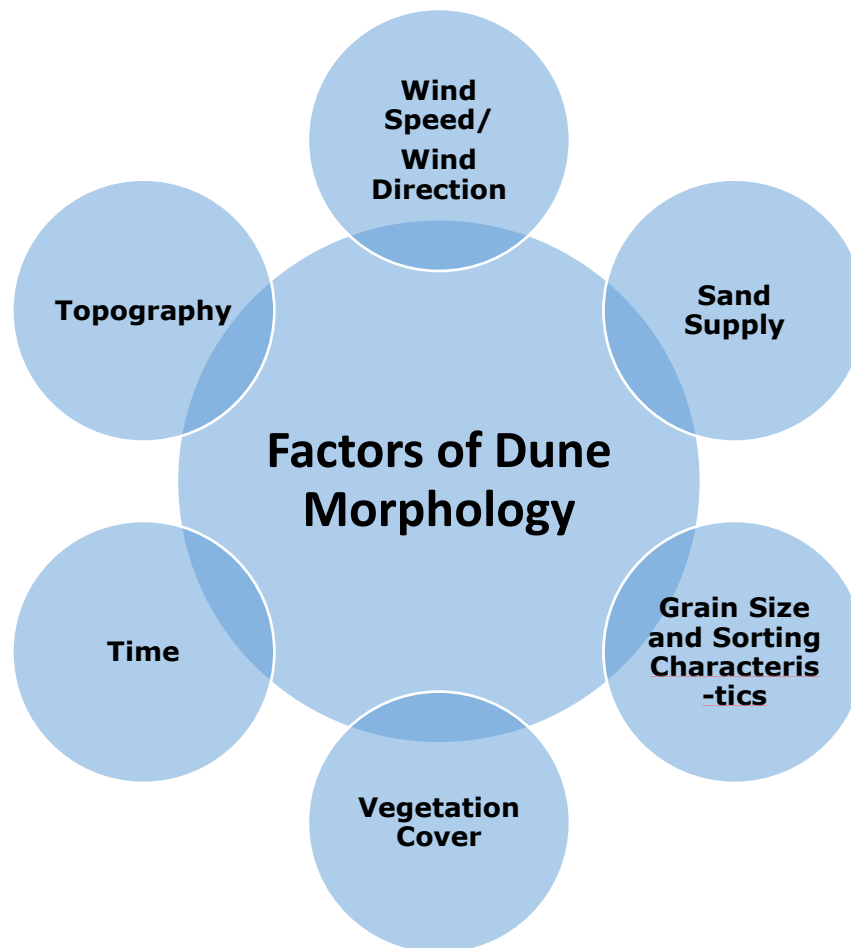 Wind
Speed/
Wind
Direction
Sand
Supply
Grain Size
and Sorting
Characteris
-tics
Vegetation
Cover
Time
Topography
Factors of Dune
Morphology